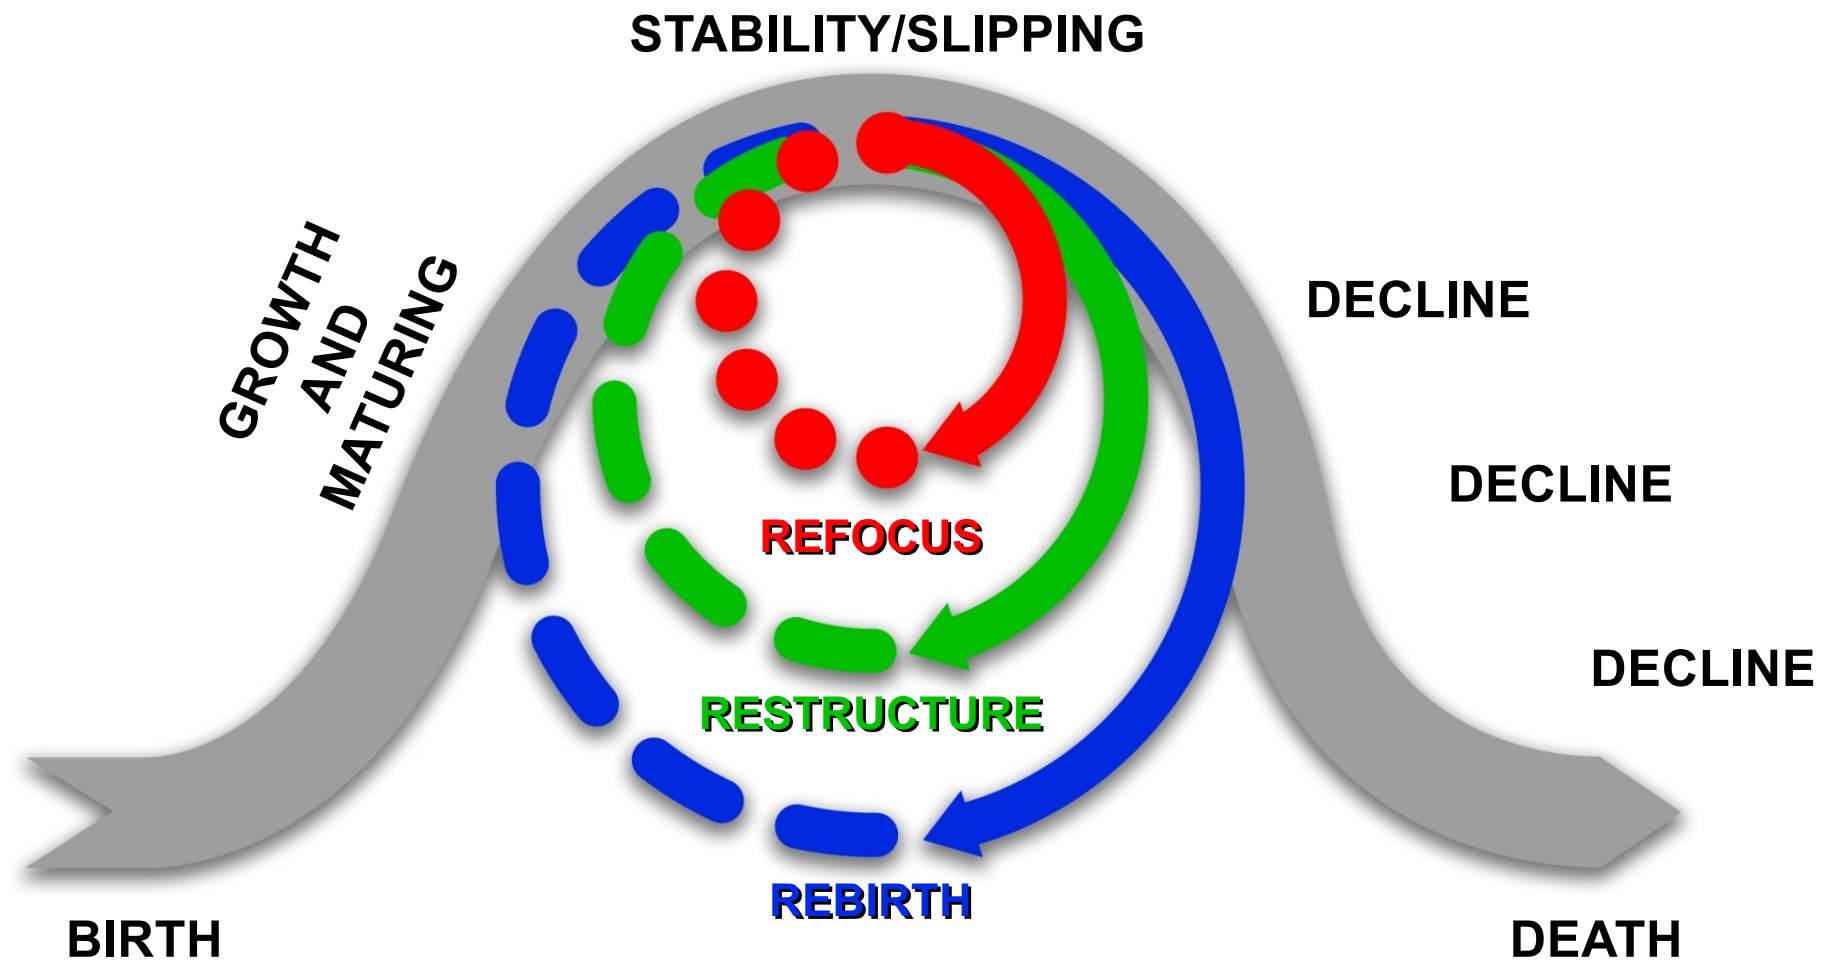 STABILITY/SLIPPING
GROWTH
AND
MATURING
DECLINE
DECLINE
REFOCUS
DECLINE
RESTRUCTURE
REBIRTH
BIRTH
DEATH